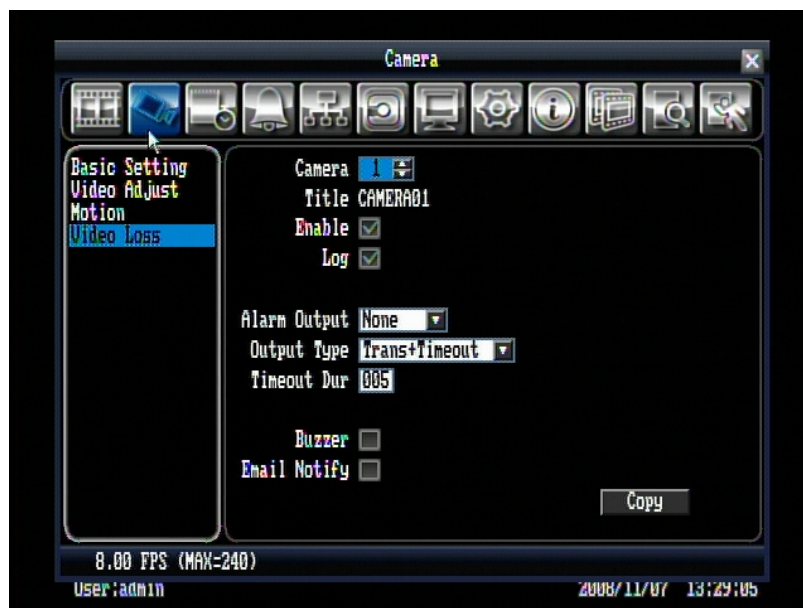 Camera
Basic Setting
Video Adjust
Motion
Video Loss
Camera 1
Title CAMERA01
Enable
Log
Alarm Output None
Output Type Trans+Timeout
Timeout Dur 005
Buzzer
Email Notify
Copy
8.00 FPS (MAX=240)
User:admin 2008/11/07 13:29:05